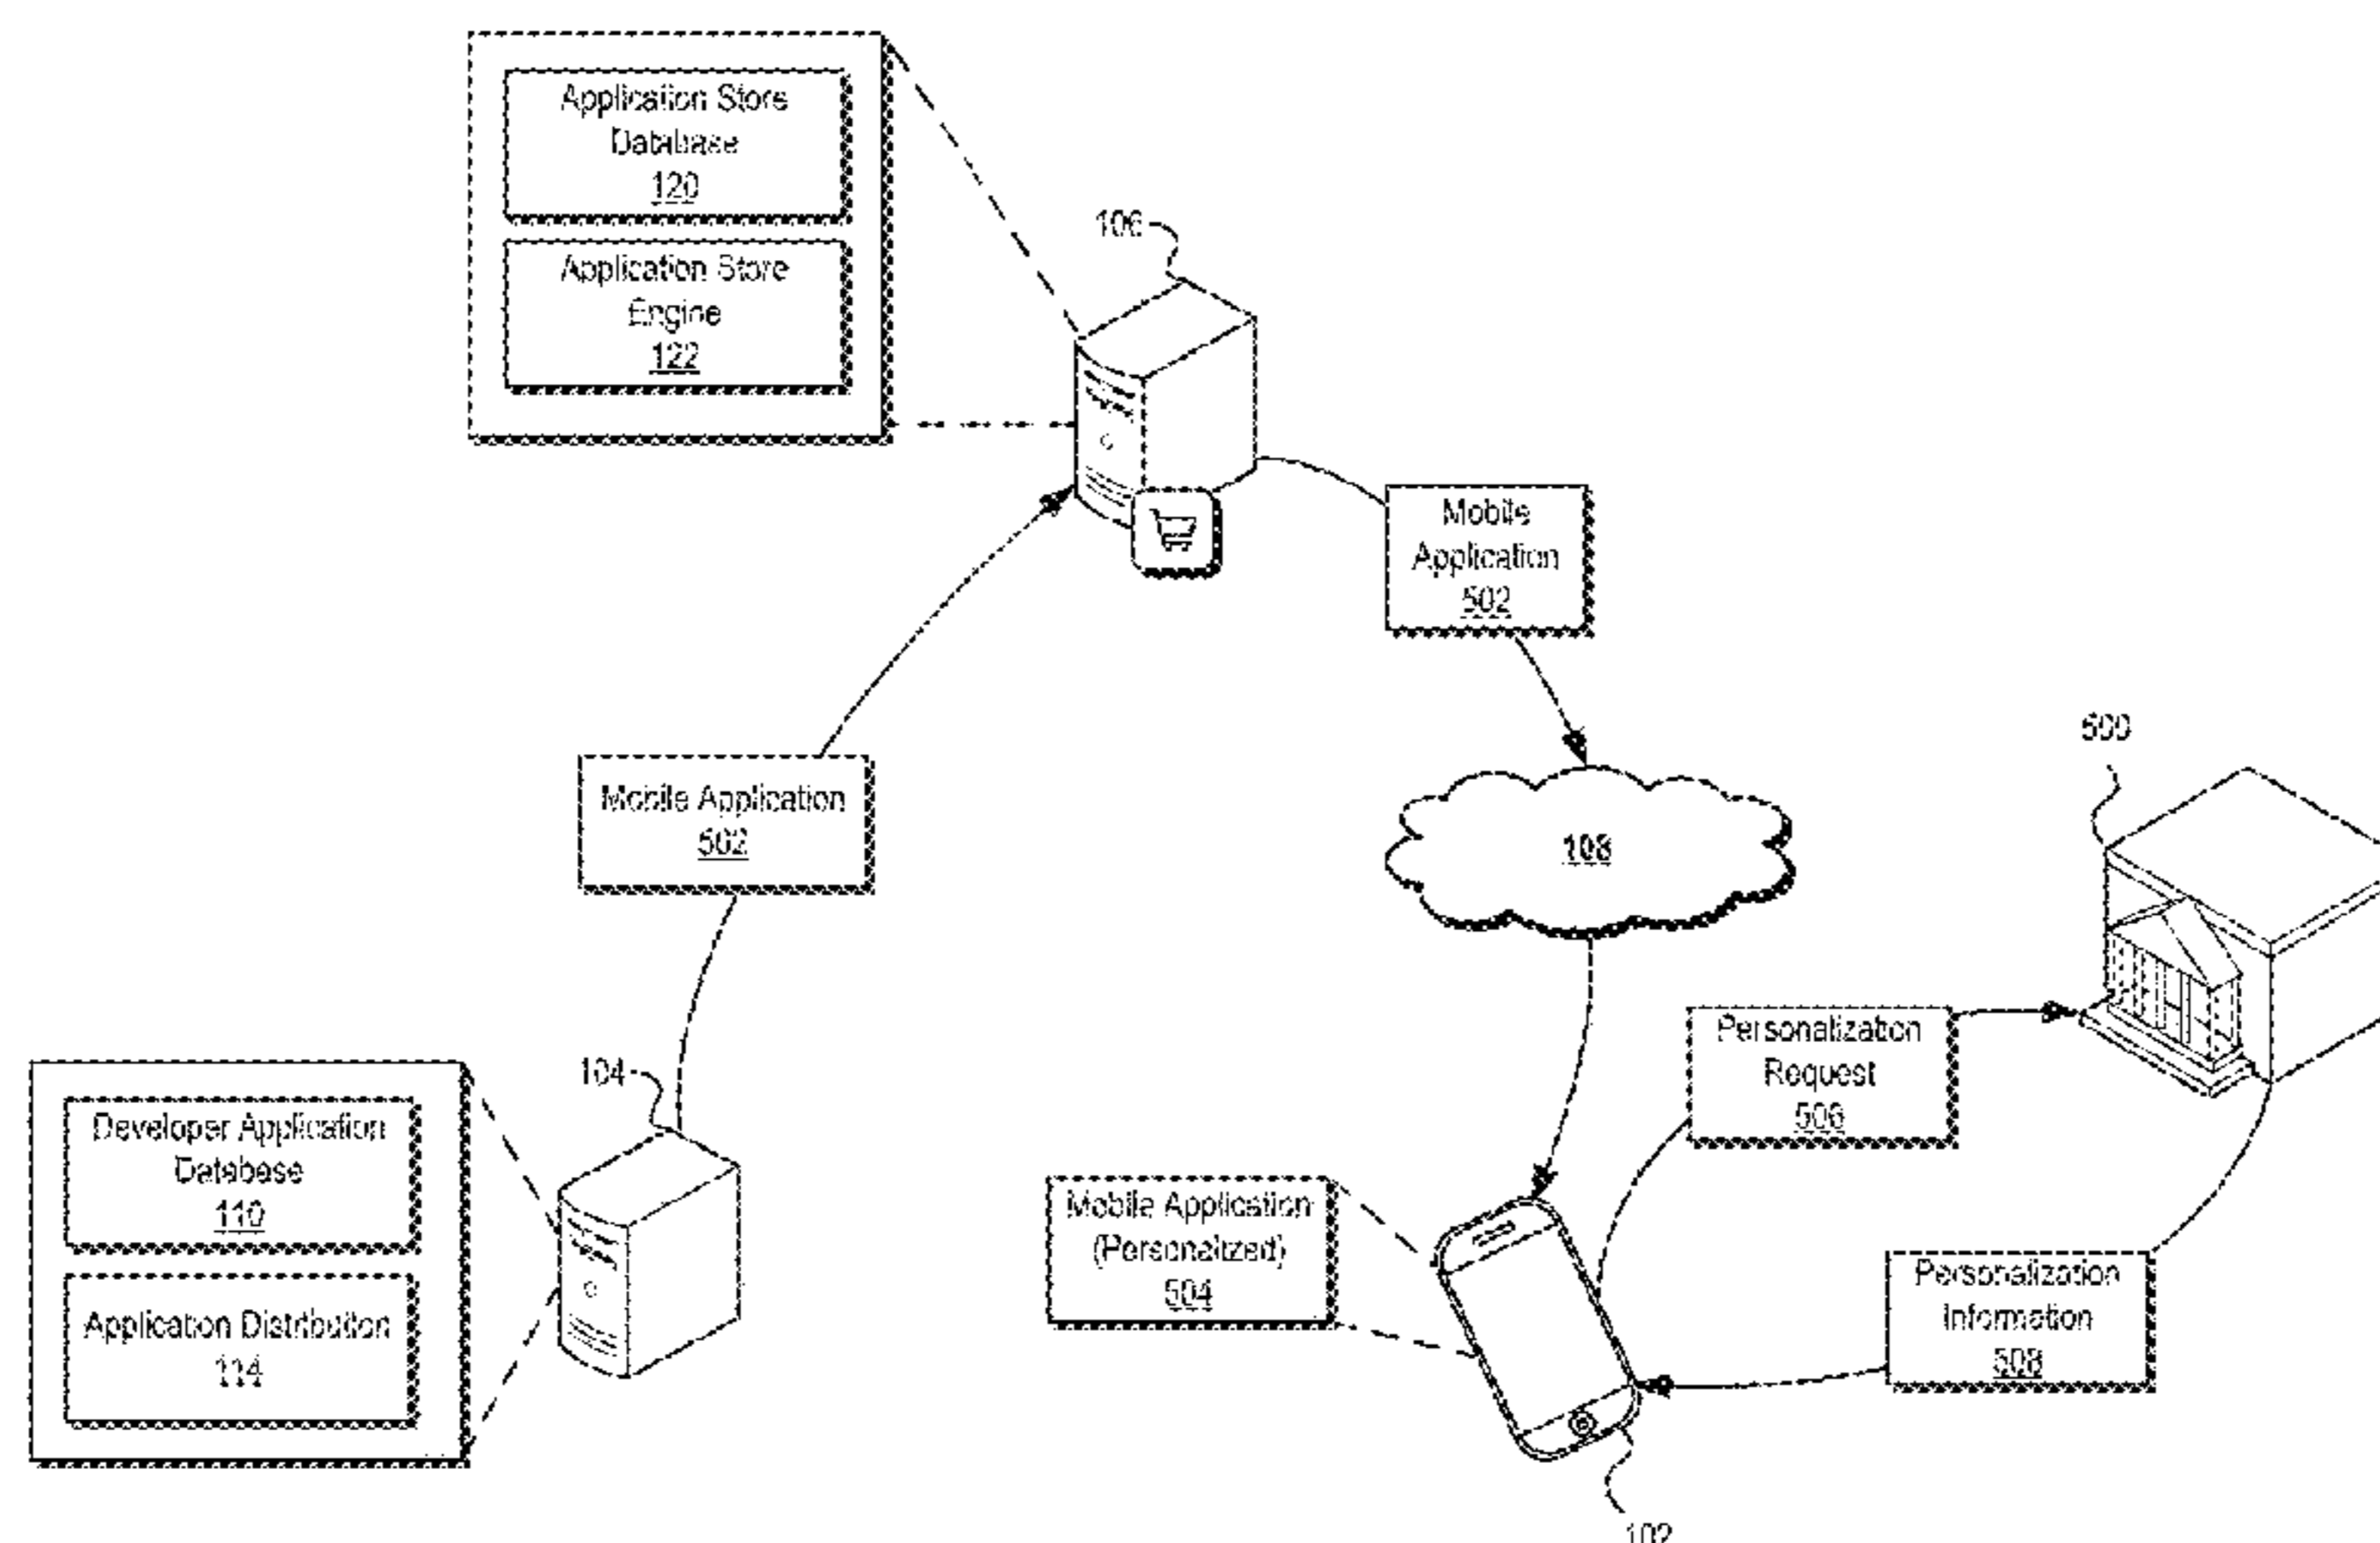 Application Store
Database
120
Application Store
Engine
122
106
Mobile
Application
502
Mobile Application
502
108
500
Personalization
Request
506
104
Developer Application
Database
110
Application Distribution
114
Mobile Application
(Personalized)
504
Personalization
Information
508
102